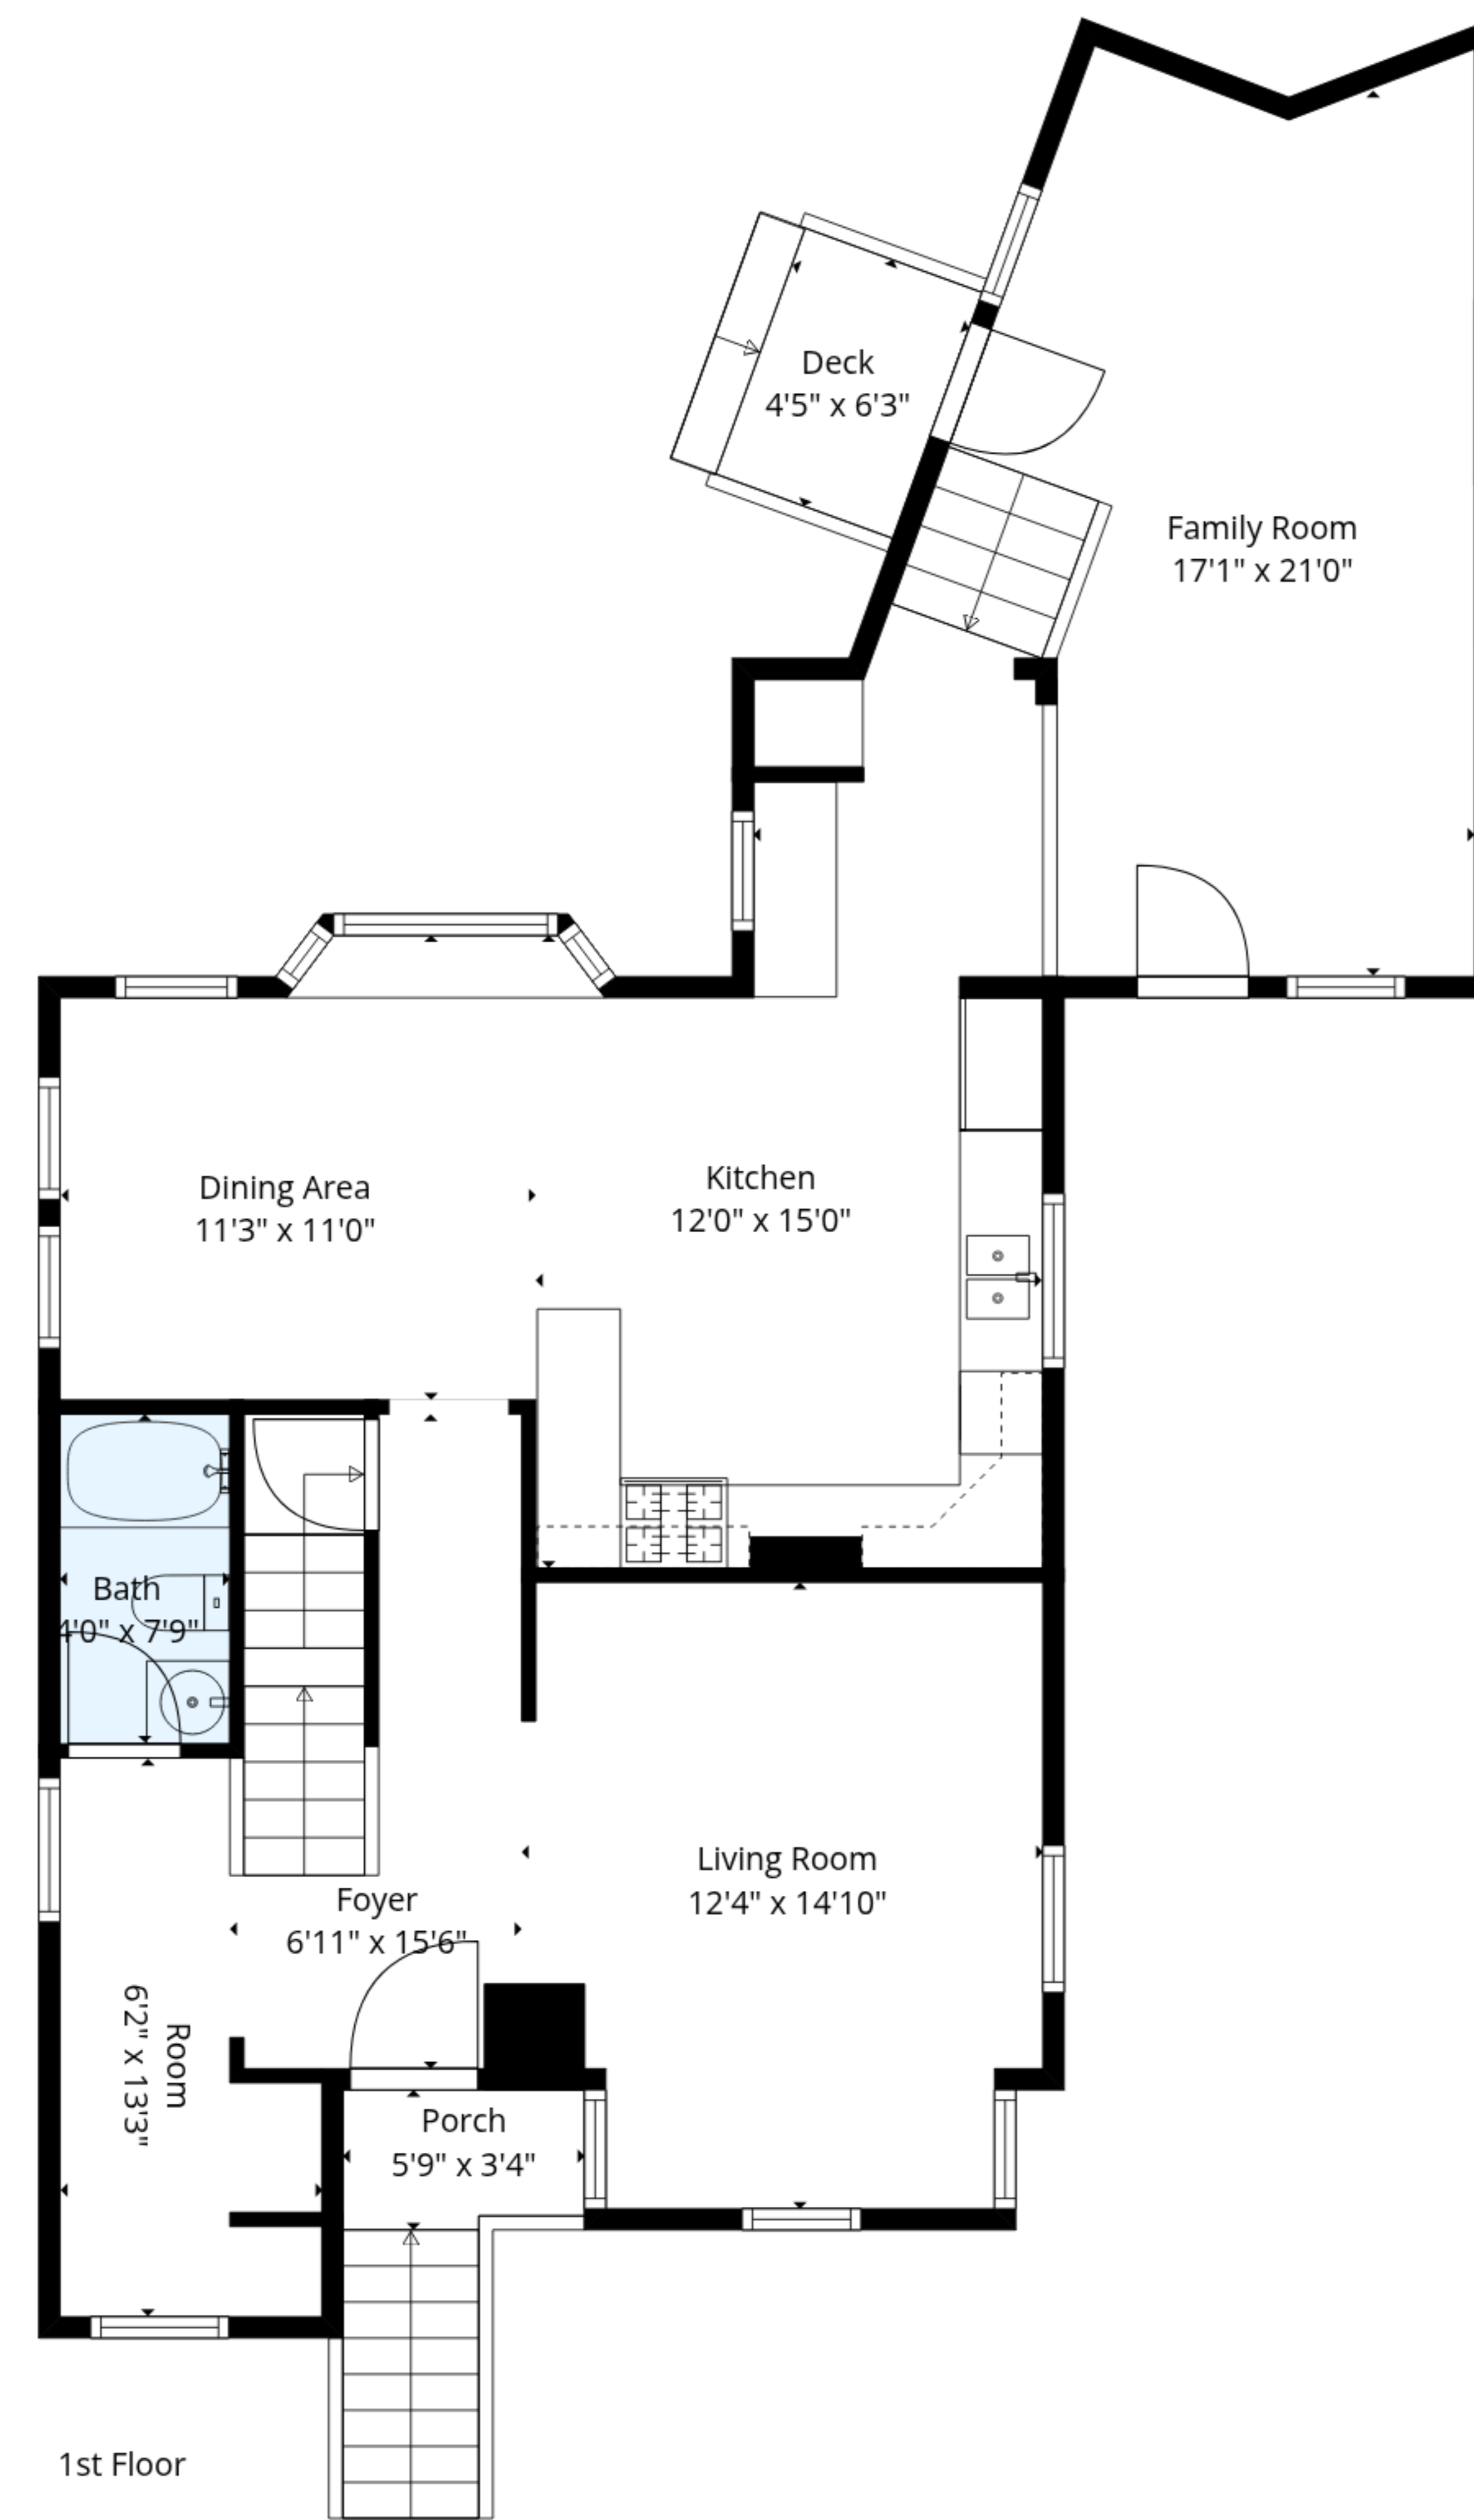 Deck
4'5" x 6'3"
Family Room
17'1" x 21'0"
Dining Area
11'3" x 11'0"
Kitchen
12'0" x 15'0"
Bath
4'0" x 7'9"
Living Room
12'4" x 14'10"
Foyer
6'11" x 15'6"
Room
6'2" x 13'3"
Porch
5'9" x 3'4"
1st Floor